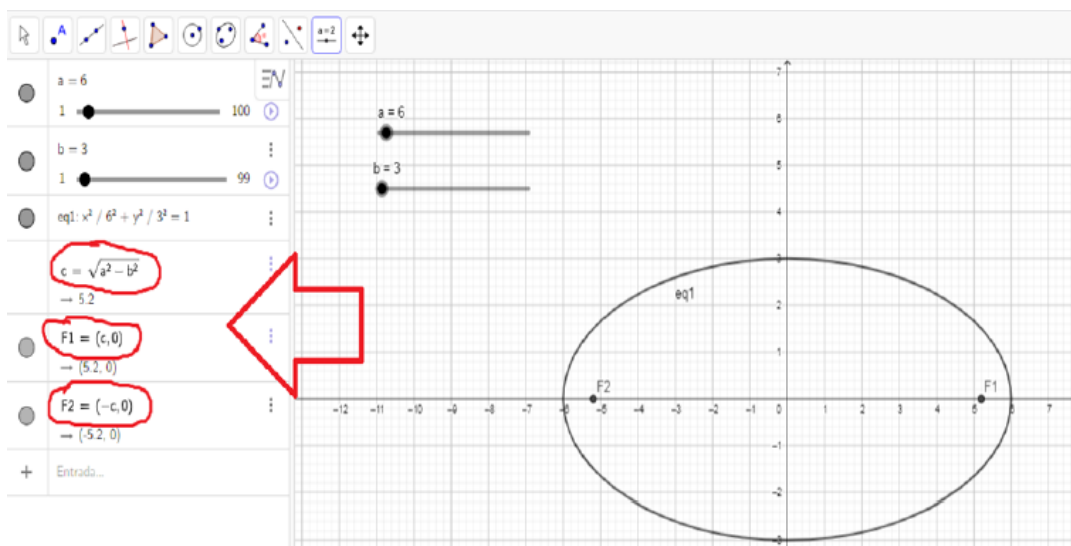 A
a=2
a = 6
1 100
b = 3
1 99
eq1: x² / 6² + y² / 3² = 1
c = √a² − b²
→ 5.2
F1 = (c, 0)
→ (5.2, 0)
F2 = (−c, 0)
→ (-5.2, 0)
+ Entrada...
a = 6
b = 3
eq1
F2
F1
7
6
5
4
3
2
1
-12 -11 -10 -9 -8 -7 -6 -5 -4 -3 -2 -1 0 1 2 3 4 5 6 7
-1
-2
-3